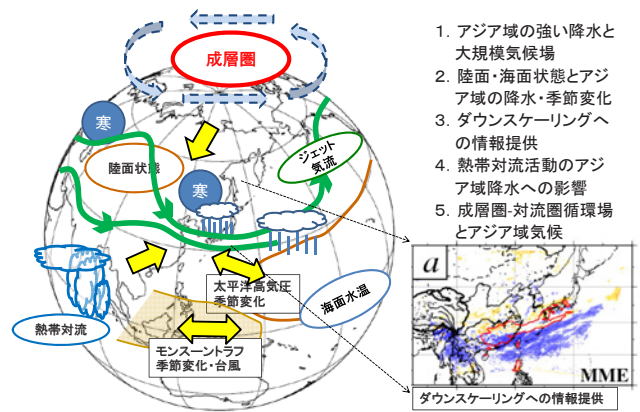 成層圏
寒
陸面状態
寒
ジェット
気流
熱帯対流
太平洋高気圧
季節変化
海面水温
モンスーントラフ
季節変化・台風
1. アジア域の強い降水と
大規模気候場
2. 陸面・海面状態とアジ
ア域の降水・季節変化
3. ダウンスケーリングへ
の情報提供
4. 熱帯対流活動のアジ
ア域降水への影響
5. 成層圏-対流圏循環場
とアジア域気候
a
MME
ダウンスケーリングへの情報提供